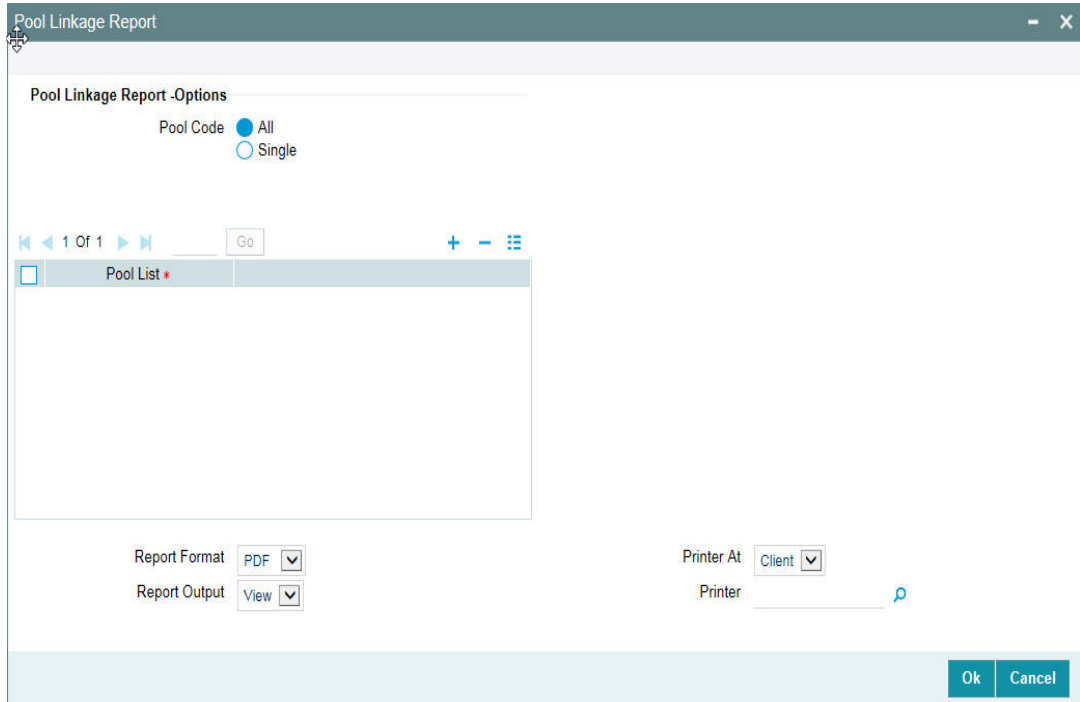 Pool Linkage Report
Pool Linkage Report -Options
Pool Code All
Single
1 Of 1 Go
Pool List *
Report Format PDF Printer At Client
Report Output View Printer
Ok Cancel